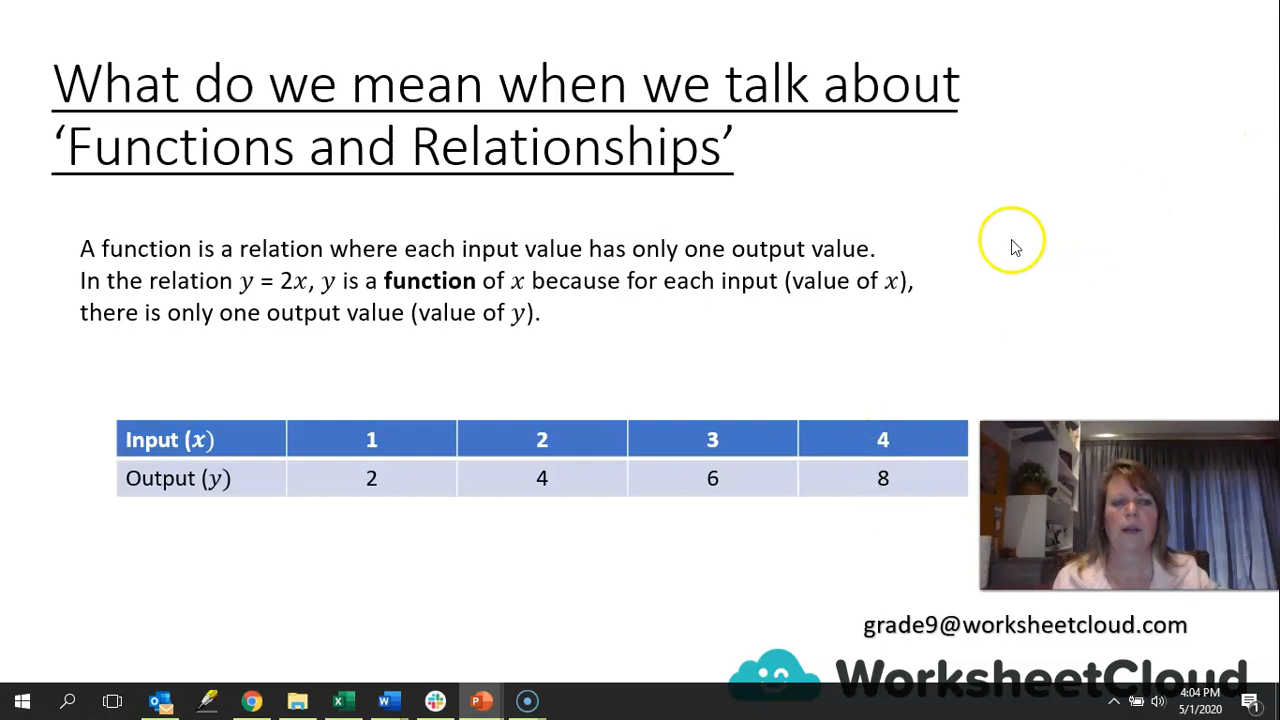 What do we mean when we talk about
‘Functions and Relationships’
A function is a relation where each input value has only one output value.
In the relation 𝑦 = 2𝑥, 𝑦 is a function of 𝑥 because for each input (value of 𝑥),
there is only one output value (value of 𝑦).
Input (𝒙) 1 2 3 4
Output (𝑦) 2 4 6 8
grade9@worksheetcloud.com
WorksheetCloud
4:04 PM
5/1/2020
1